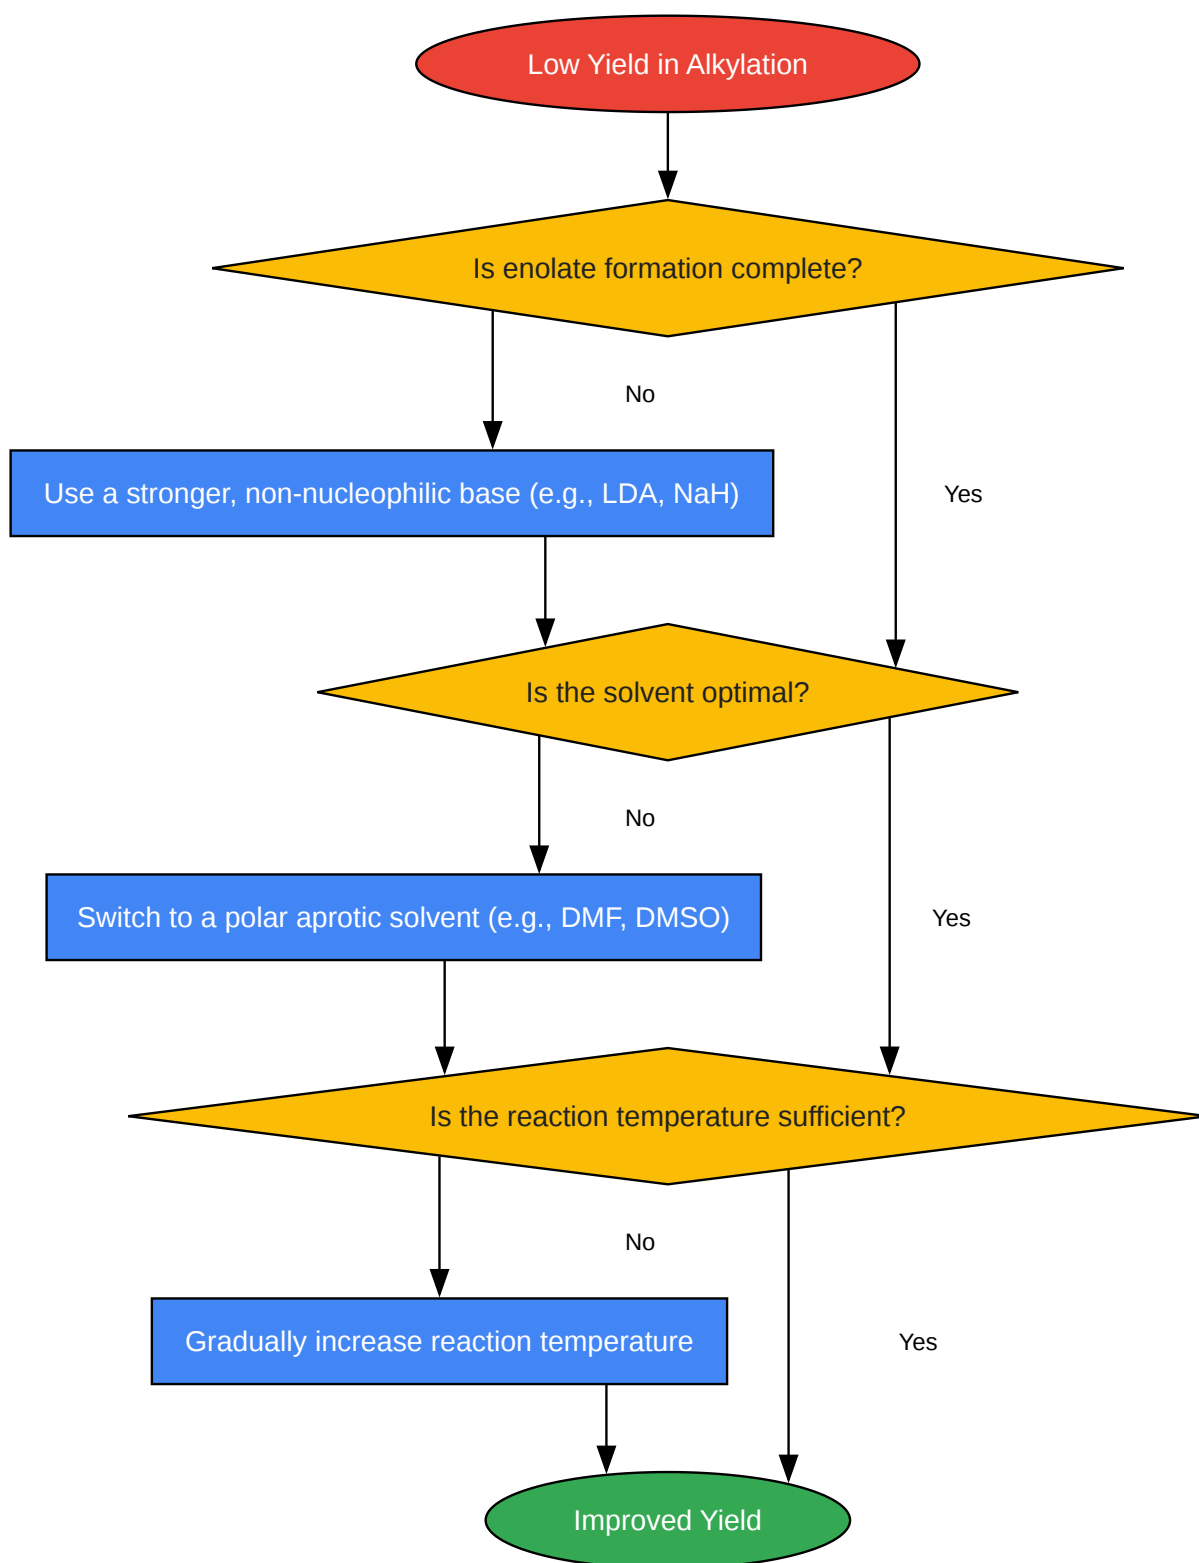 Low Yield in Alkylation
Is enolate formation complete?
No
Use a stronger, non-nucleophilic base (e.g., LDA, NaH)
Yes
Is the solvent optimal?
No
Switch to a polar aprotic solvent (e.g., DMF, DMSO)
Yes
Is the reaction temperature sufficient?
No
Gradually increase reaction temperature
Yes
Improved Yield